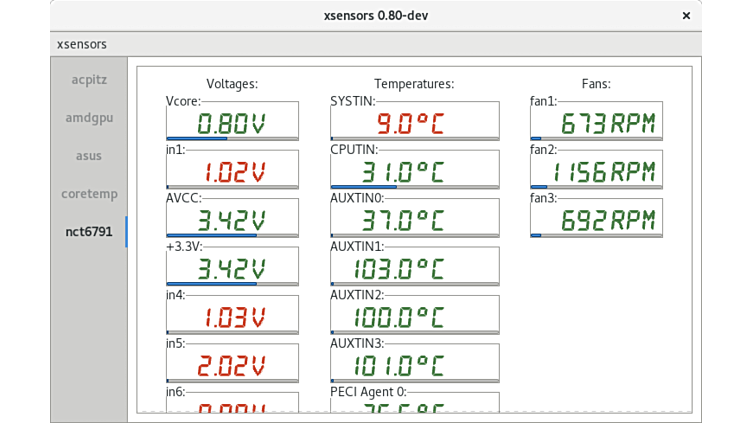 xsensors 0.80-dev
xsensors
acpitz
amdgpu
asus
coretemp
nct6791
Voltages:
Vcore:
0.80V
in1:
1.02V
AVCC:
3.42V
+3.3V:
3.42V
in4:
1.03V
in5:
2.02V
in6:
Temperatures:
SYSTIN:
9.0°C
CPUTIN:
31.0°C
AUXTIN0:
37.0°C
AUXTIN1:
103.0°C
AUXTIN2:
100.0°C
AUXTIN3:
101.0°C
PECI Agent 0:
Fans:
fan1:
673RPM
fan2:
1156RPM
fan3:
692RPM